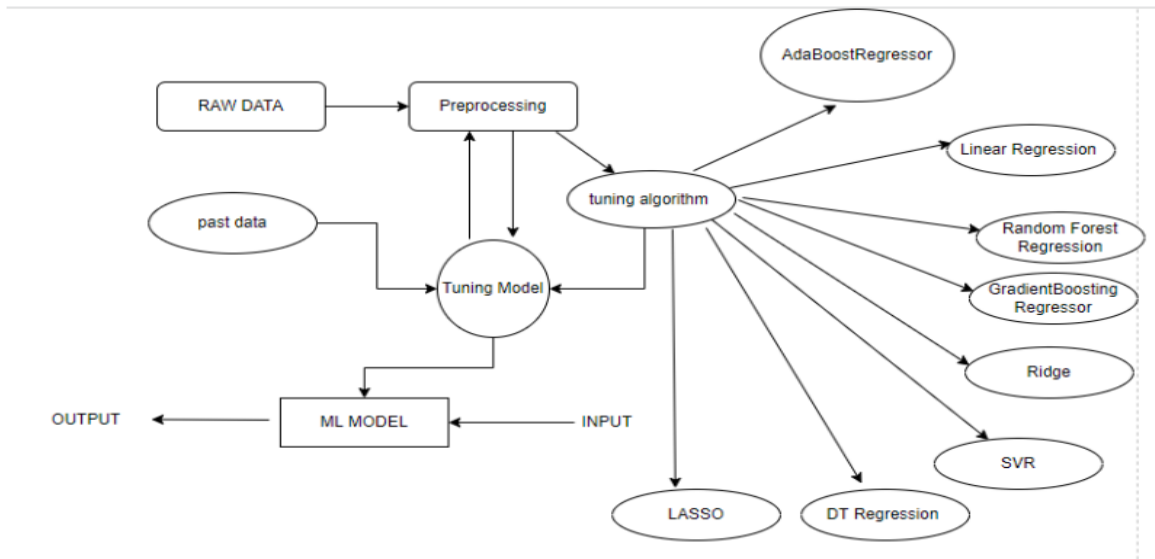 AdaBoostRegressor
RAW DATA
Preprocessing
Linear Regression
tuning algorithm
past data
Random Forest
Regression
Tuning Model
GradientBoosting
Regressor
Ridge
OUTPUT
ML MODEL
INPUT
SVR
LASSO
DT Regression